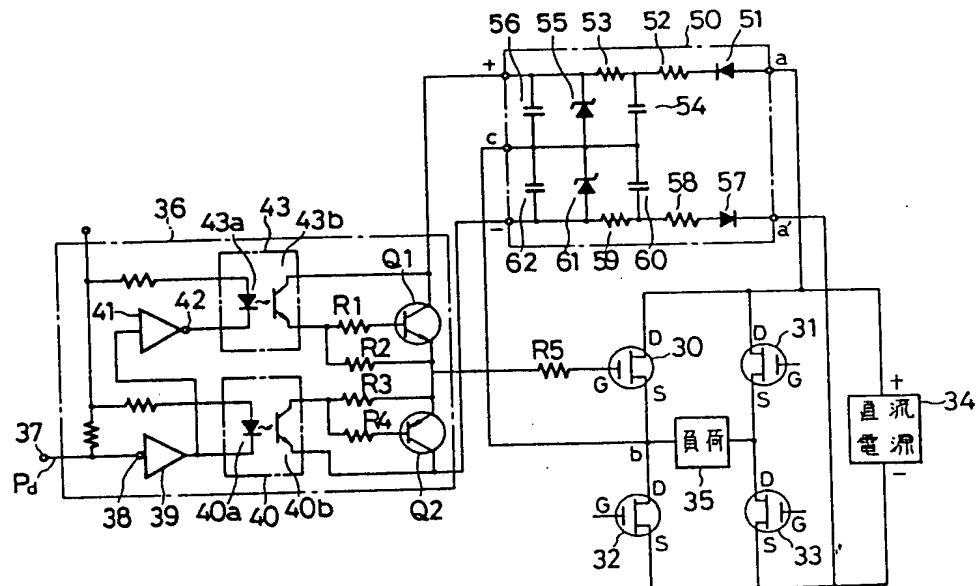 56 55 53 52 50 51
+ a
54
c
62 61 59 60 58 57
- a'
36
43a 43 43b
Q1
41 42
R1
R2
R3
R4
37
Pd
38 39 40a 40 40b
Q2
R5
D D 31
30
G G
S S
b 負荷
35
D D
G G
32 S S 33
+
直流
電源
-
34